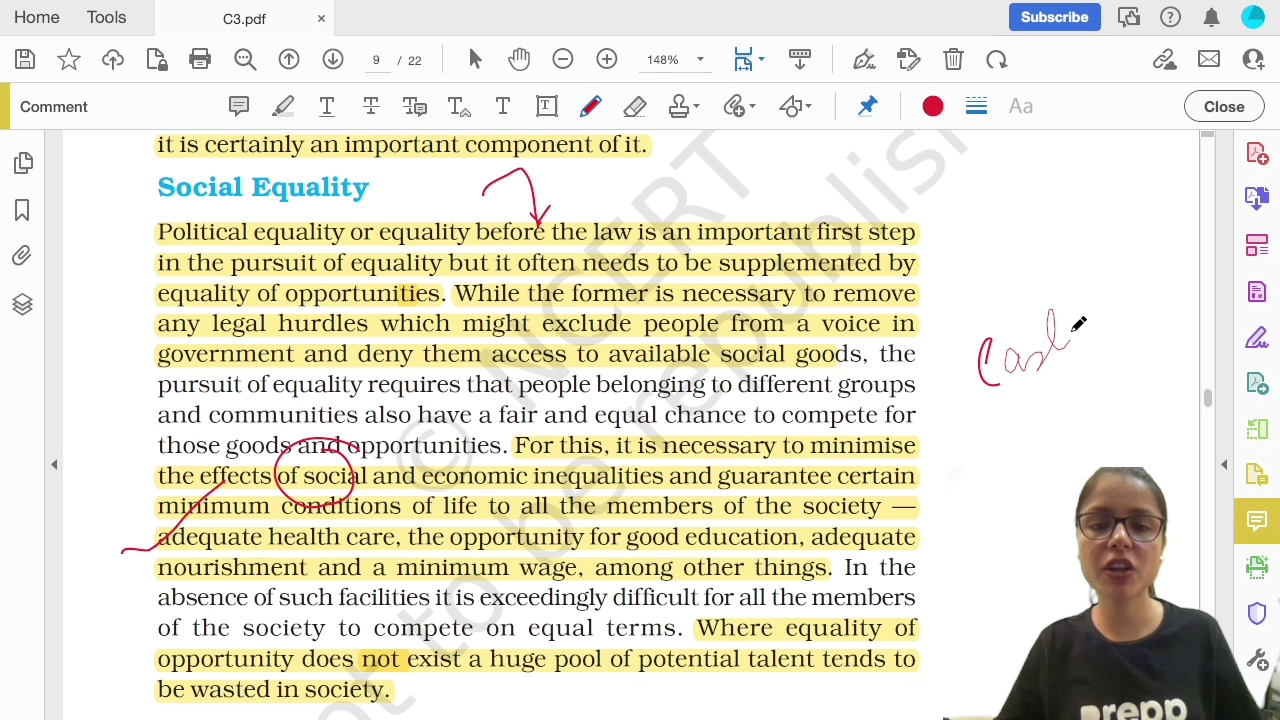 Home Tools C3.pdf × Subscribe
9 / 22 148%
Comment Aa Close
it is certainly an important component of it.
Social Equality
Political equality or equality before the law is an important first step
in the pursuit of equality but it often needs to be supplemented by
equality of opportunities. While the former is necessary to remove
any legal hurdles which might exclude people from a voice in
government and deny them access to available social goods, the
pursuit of equality requires that people belonging to different groups
and communities also have a fair and equal chance to compete for
those goods and opportunities. For this, it is necessary to minimise
the effects of social and economic inequalities and guarantee certain
minimum conditions of life to all the members of the society —
adequate health care, the opportunity for good education, adequate
nourishment and a minimum wage, among other things. In the
absence of such facilities it is exceedingly difficult for all the members
of the society to compete on equal terms. Where equality of
opportunity does not exist a huge pool of potential talent tends to
be wasted in society.
© NCERT
not to be republish
prepp